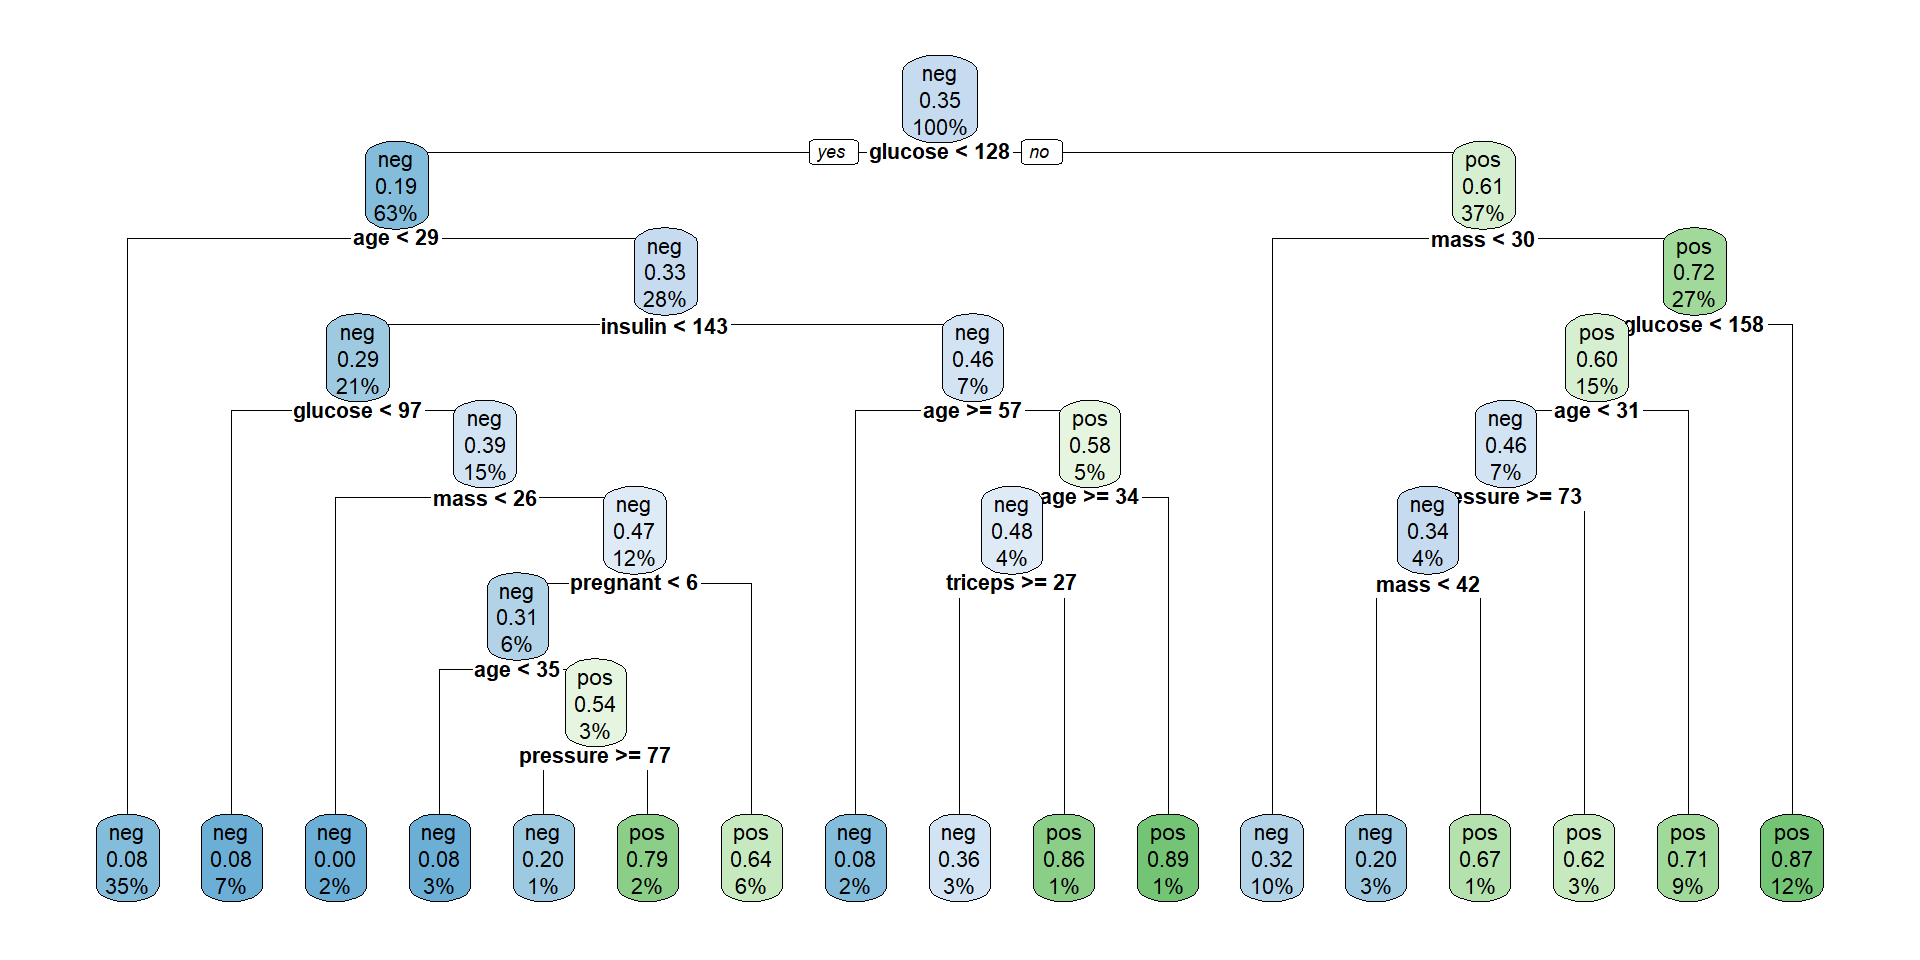 neg
0.35
100%
yes glucose < 128 no
neg
0.19
63%
pos
0.61
37%
age < 29
mass < 30
neg
0.33
28%
pos
0.72
27%
insulin < 143
glucose < 158
neg
0.29
21%
neg
0.46
7%
pos
0.60
15%
glucose < 97
age >= 57
age < 31
neg
0.39
15%
pos
0.58
5%
neg
0.46
7%
mass < 26
age >= 34
essure >= 73
neg
0.47
12%
neg
0.48
4%
neg
0.34
4%
pregnant < 6
triceps >= 27
mass < 42
neg
0.31
6%
age < 35
pos
0.54
3%
pressure >= 77
neg neg neg neg neg pos pos neg neg pos pos neg neg pos pos pos pos
0.08 0.08 0.00 0.08 0.20 0.79 0.64 0.08 0.36 0.86 0.89 0.32 0.20 0.67 0.62 0.71 0.87
35% 7% 2% 3% 1% 2% 6% 2% 3% 1% 1% 10% 3% 1% 3% 9% 12%